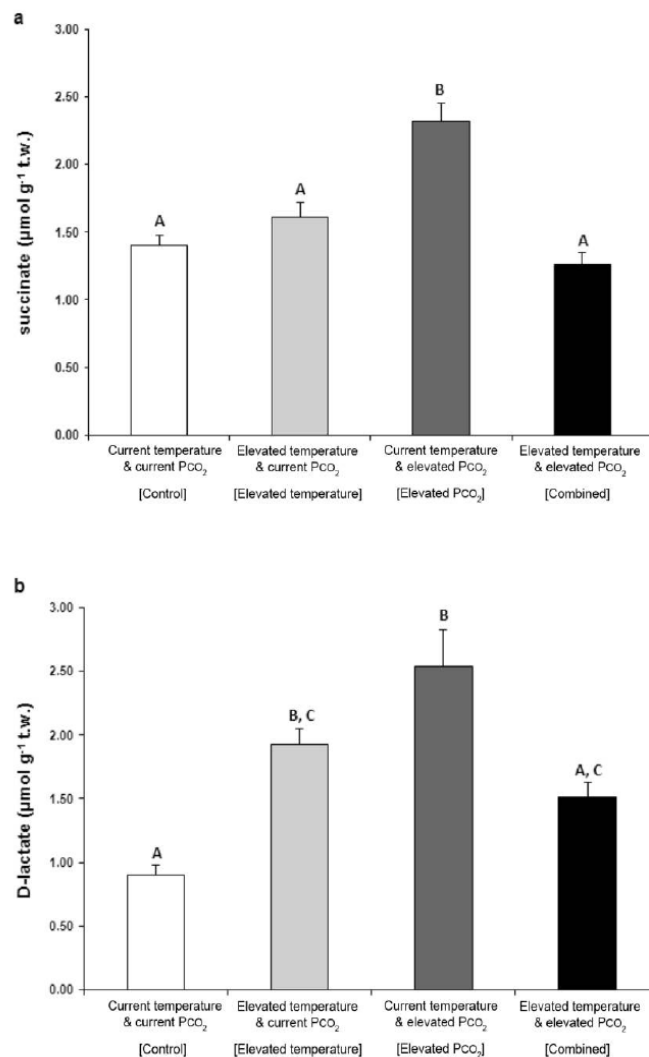 a
succinate (µmol g⁻¹ t.w.)
3.00
2.50
2.00
1.50
1.00
0.50
0.00
A
A
B
A
Current temperature
& current PCO₂
[Control]
Elevated temperature
& current PCO₂
[Elevated temperature]
Current temperature
& elevated PCO₂
[Elevated PCO₂]
Elevated temperature
& elevated PCO₂
[Combined]
b
D-lactate (µmol g⁻¹ t.w.)
3.00
2.50
2.00
1.50
1.00
0.50
0.00
A
B, C
B
A, C
Current temperature
& current PCO₂
[Control]
Elevated temperature
& current PCO₂
[Elevated temperature]
Current temperature
& elevated PCO₂
[Elevated PCO₂]
Elevated temperature
& elevated PCO₂
[Combined]